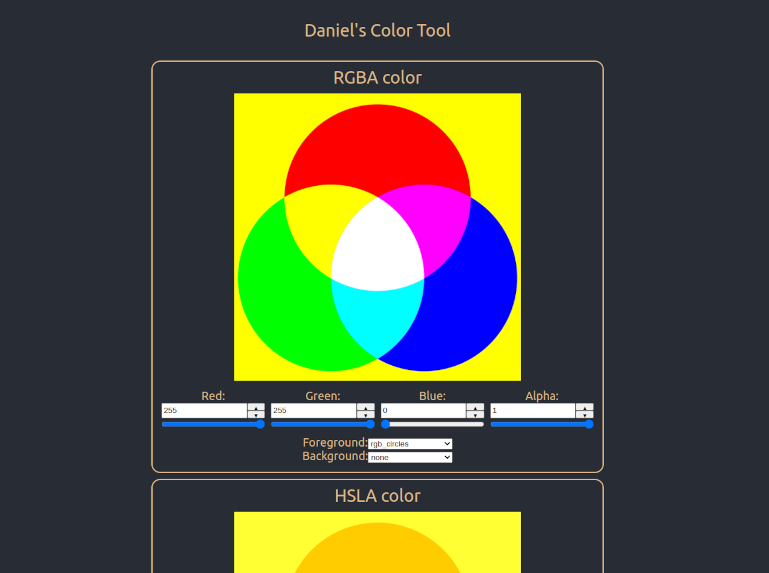 Daniel's Color Tool
RGBA color
Red: Green: Blue: Alpha:
255 255 0 1
Foreground: rgb_circles
Background: none
HSLA color